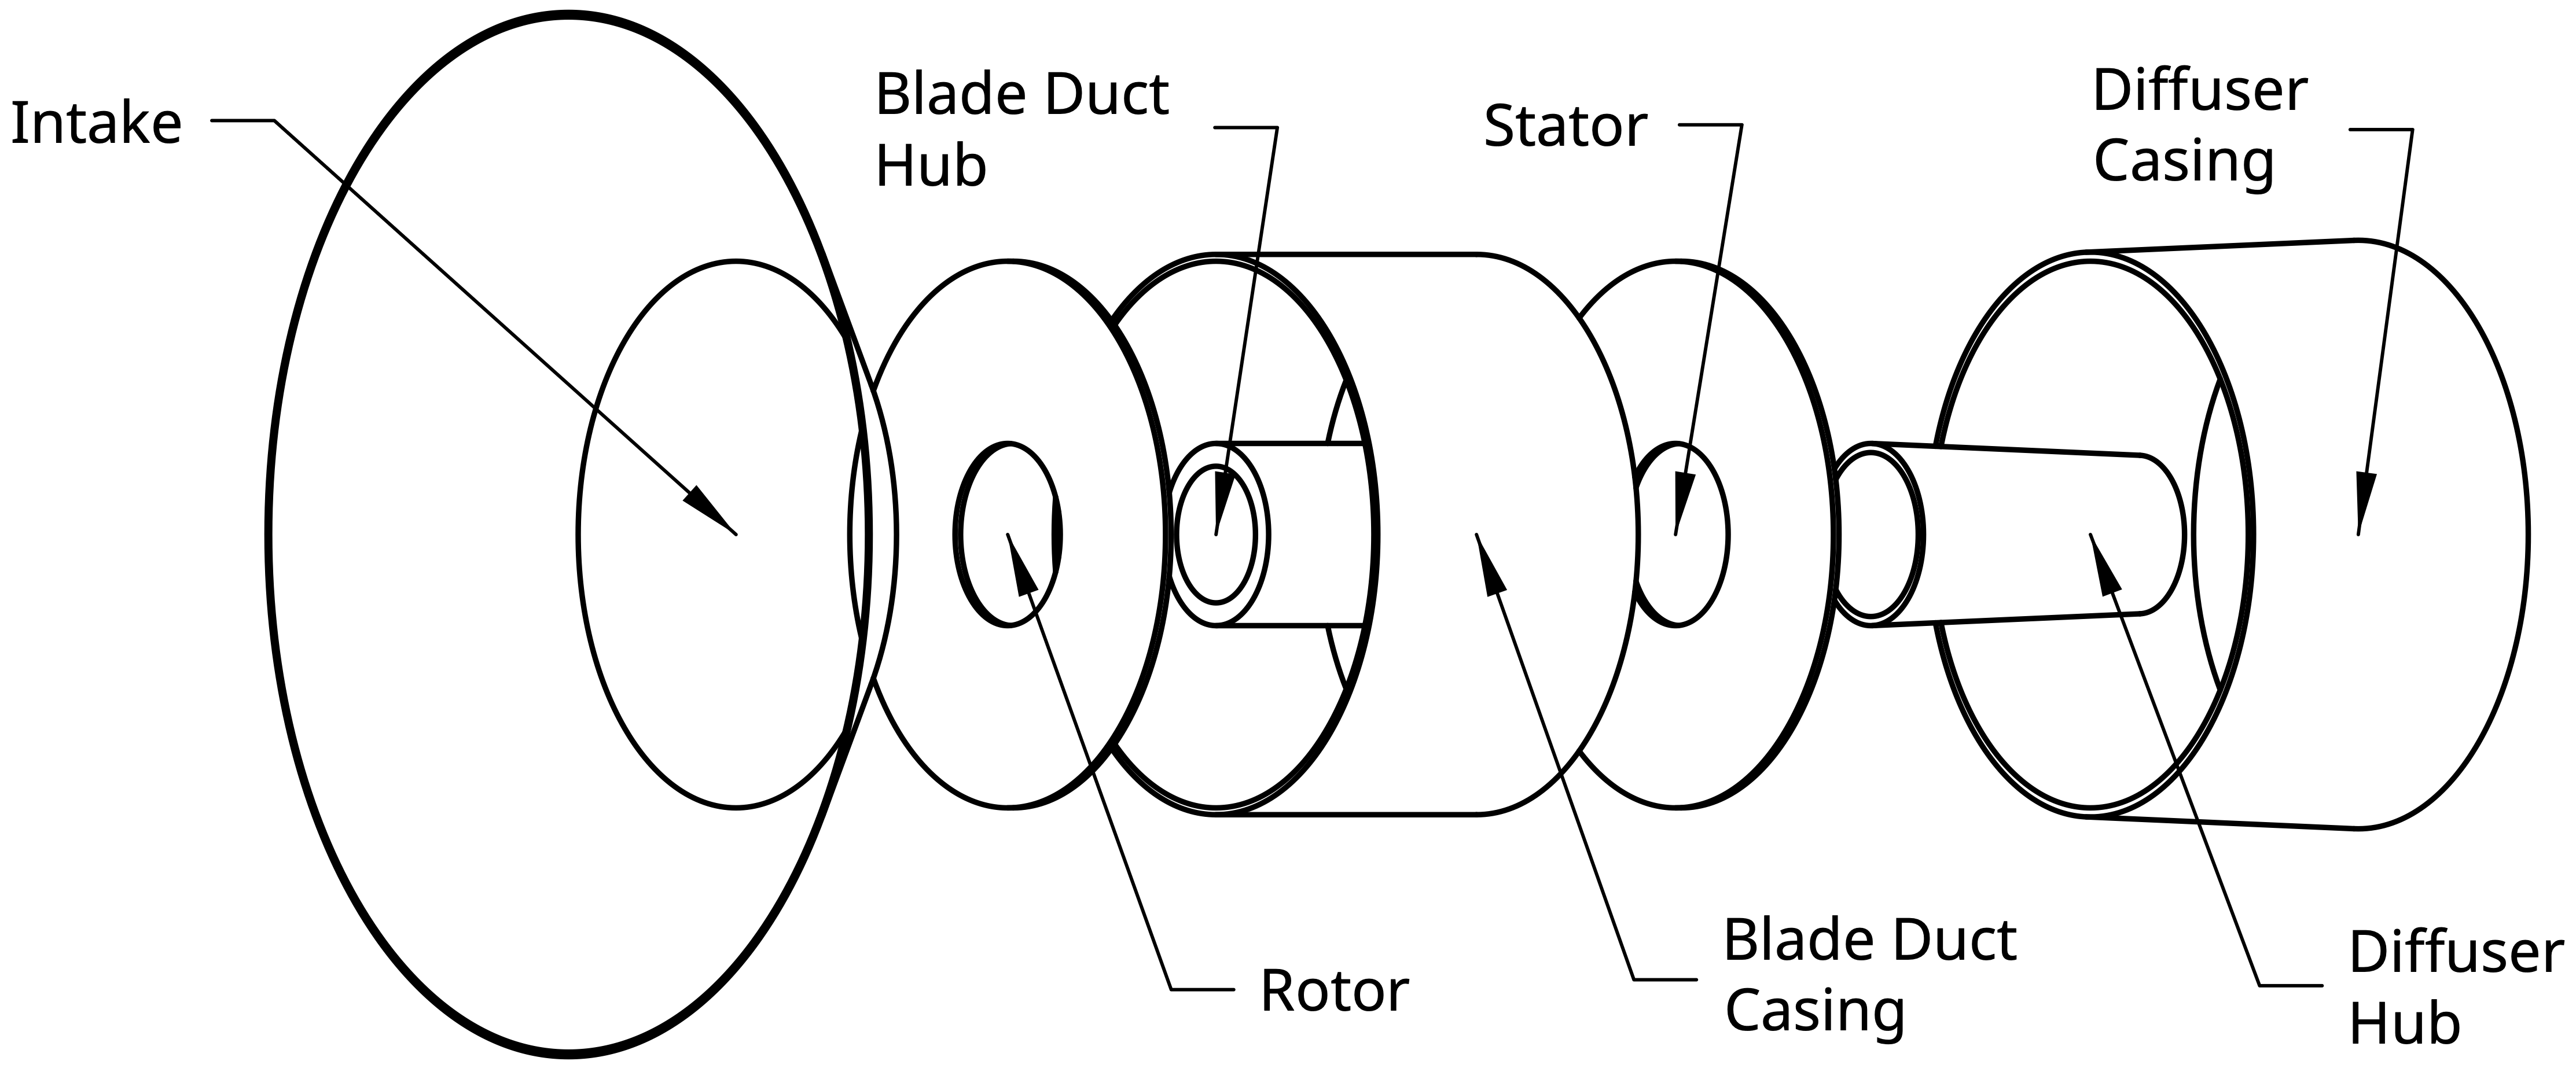 Intake
Blade Duct
Hub
Stator
Diffuser
Casing
Rotor
Blade Duct
Casing
Diffuser
Hub